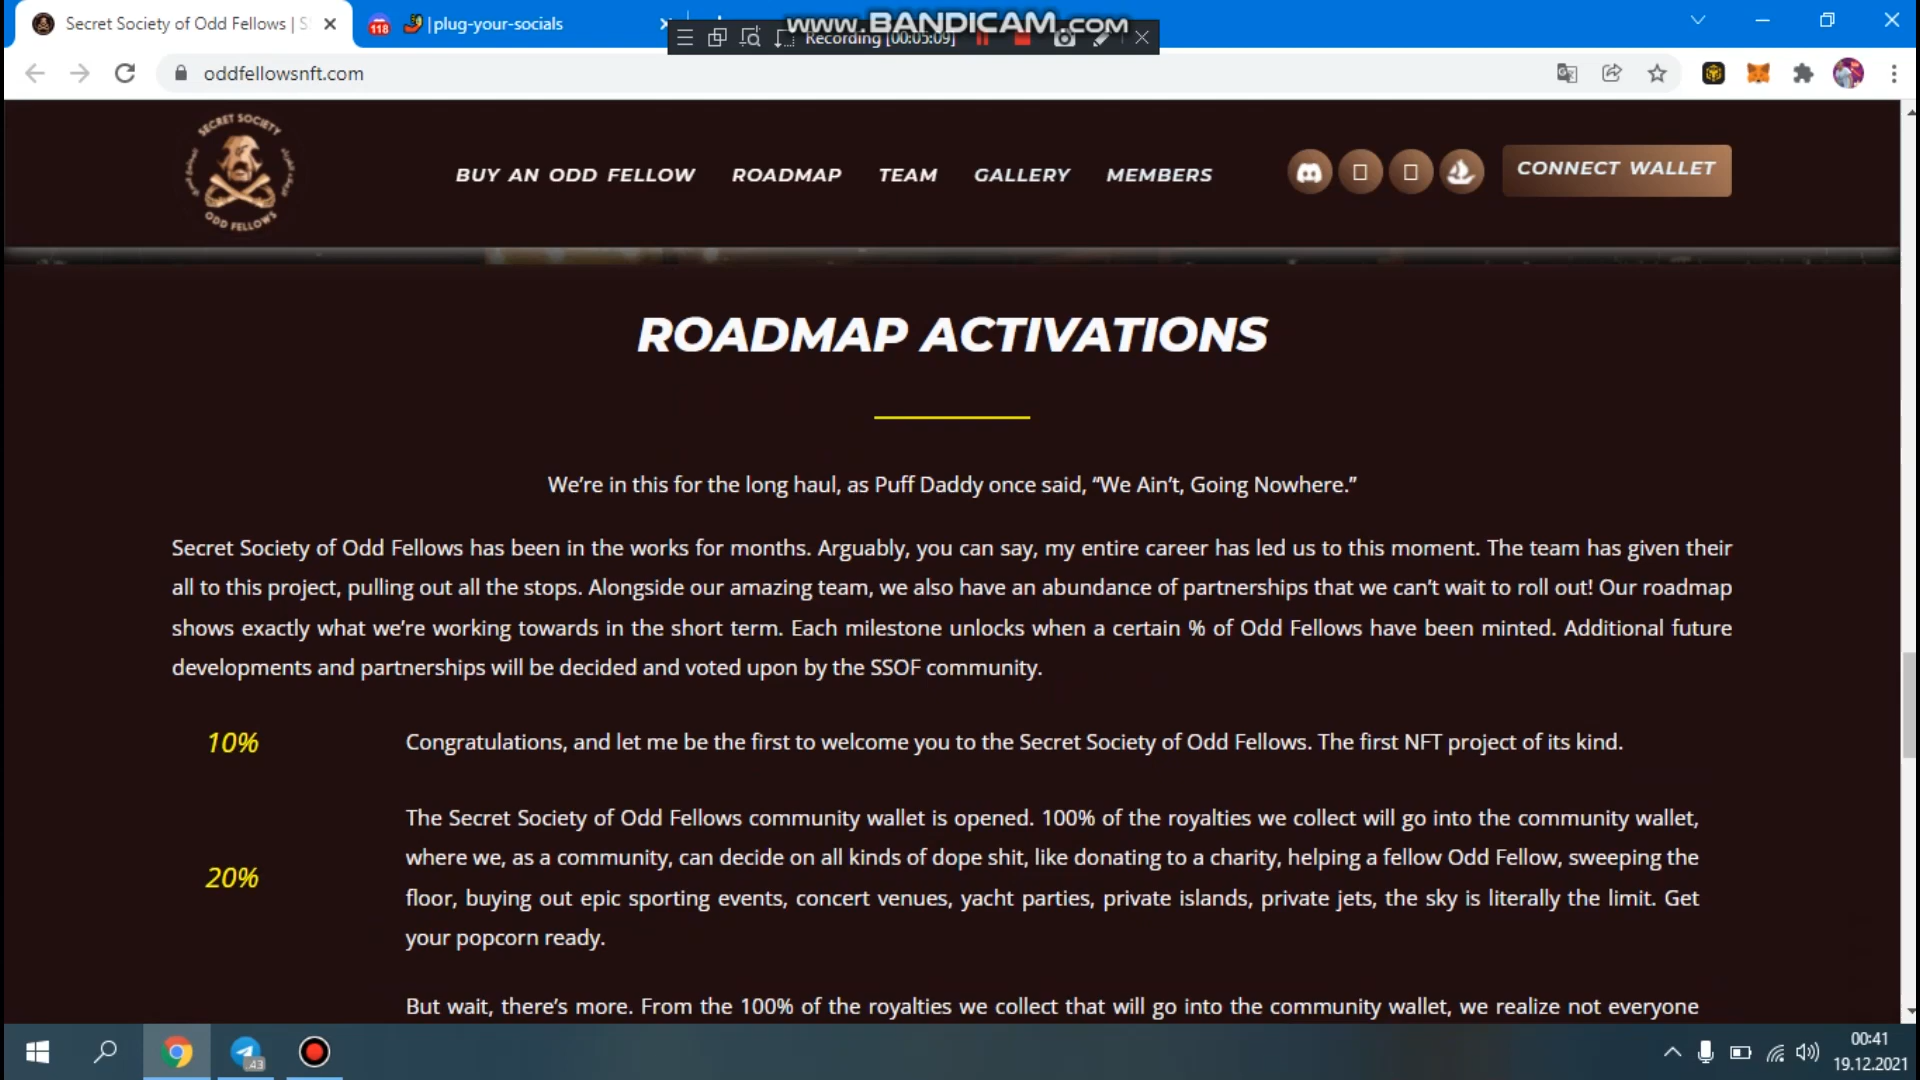 Secret Society of Odd Fellows | S
118
|plug-your-socials
www.BANDICAM.com
Recording [00:05:09]
oddfellowsnft.com
SECRET SOCIETY
ODD FELLOWS
BUY AN ODD FELLOW
ROADMAP
TEAM
GALLERY
MEMBERS
CONNECT WALLET
ROADMAP ACTIVATIONS
We’re in this for the long haul, as Puff Daddy once said, “We Ain’t, Going Nowhere.”
Secret Society of Odd Fellows has been in the works for months. Arguably, you can say, my entire career has led us to this moment. The team has given their
all to this project, pulling out all the stops. Alongside our amazing team, we also have an abundance of partnerships that we can’t wait to roll out! Our roadmap
shows exactly what we’re working towards in the short term. Each milestone unlocks when a certain % of Odd Fellows have been minted. Additional future
developments and partnerships will be decided and voted upon by the SSOF community.
10%
Congratulations, and let me be the first to welcome you to the Secret Society of Odd Fellows. The first NFT project of its kind.
20%
The Secret Society of Odd Fellows community wallet is opened. 100% of the royalties we collect will go into the community wallet,
where we, as a community, can decide on all kinds of dope shit, like donating to a charity, helping a fellow Odd Fellow, sweeping the
floor, buying out epic sporting events, concert venues, yacht parties, private islands, private jets, the sky is literally the limit. Get
your popcorn ready.
But wait, there’s more. From the 100% of the royalties we collect that will go into the community wallet, we realize not everyone
43
00:41
19.12.2021